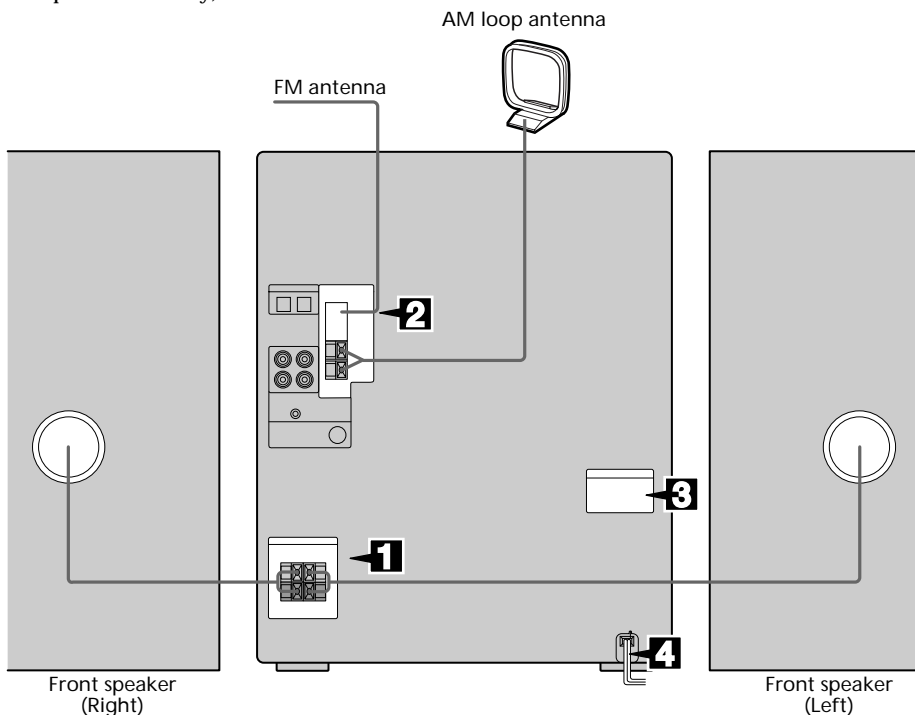 AM loop antenna
FM antenna
2
3
1
4
Front speaker
(Right)
Front speaker
(Left)